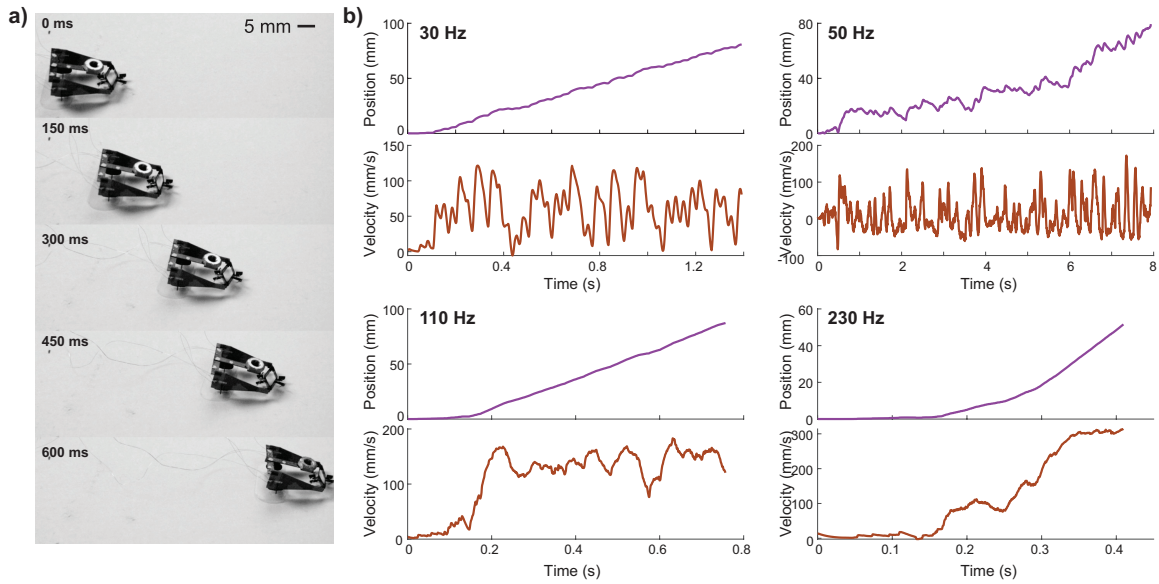 a)
0 ms
5 mm
150 ms
300 ms
450 ms
600 ms
b)
30 Hz
Position (mm)
100
50
0
Velocity (mm/s)
150
100
50
0
0 0.4 0.8 1.2
Time (s)
50 Hz
Position (mm)
80
40
0
Velocity (mm/s)
200
100
0
-100
0 2 4 6 8
Time (s)
110 Hz
Position (mm)
100
50
0
Velocity (mm/s)
200
100
0
0 0.2 0.4 0.6 0.8
Time (s)
230 Hz
Position (mm)
60
40
20
0
Velocity (mm/s)
300
200
100
0
0 0.1 0.2 0.3 0.4
Time (s)